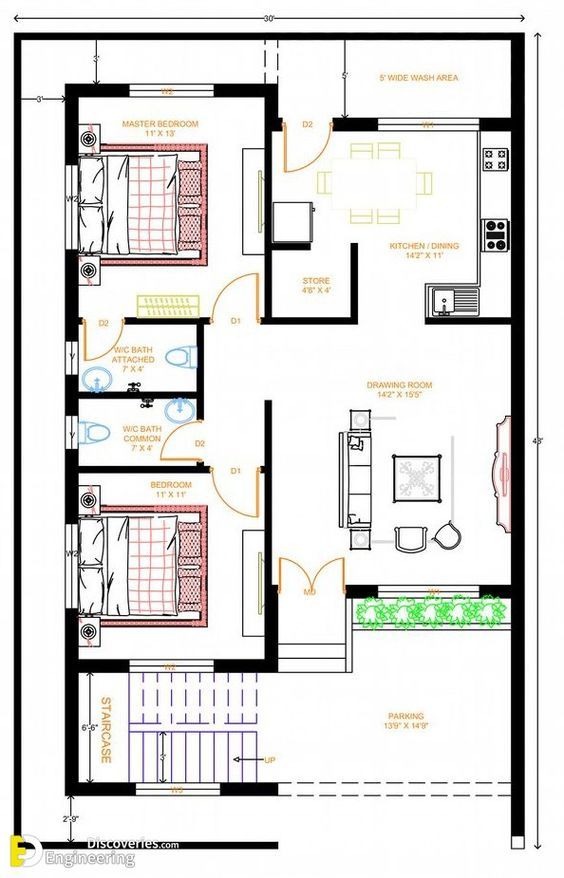 30'
3'
5'
5' WIDE WASH AREA
3'
W2
D2
W1
MASTER BEDROOM
11' X 13'
W2
KITCHEN / DINING
14'2" X 11'
STORE
4'8" X 4'
D2
D1
W/C BATH
ATTACHED
7' X 4'
DRAWING ROOM
14'2" X 15'5"
W/C BATH
COMMON
7' X 4'
D2
D1
BEDROOM
11' X 11'
W2
MD
W1
W2
STAIRCASE
6'-6"
3'
UP
PARKING
13'9" X 14'9"
W3
2'-9"
Discoveries.com
Engineering